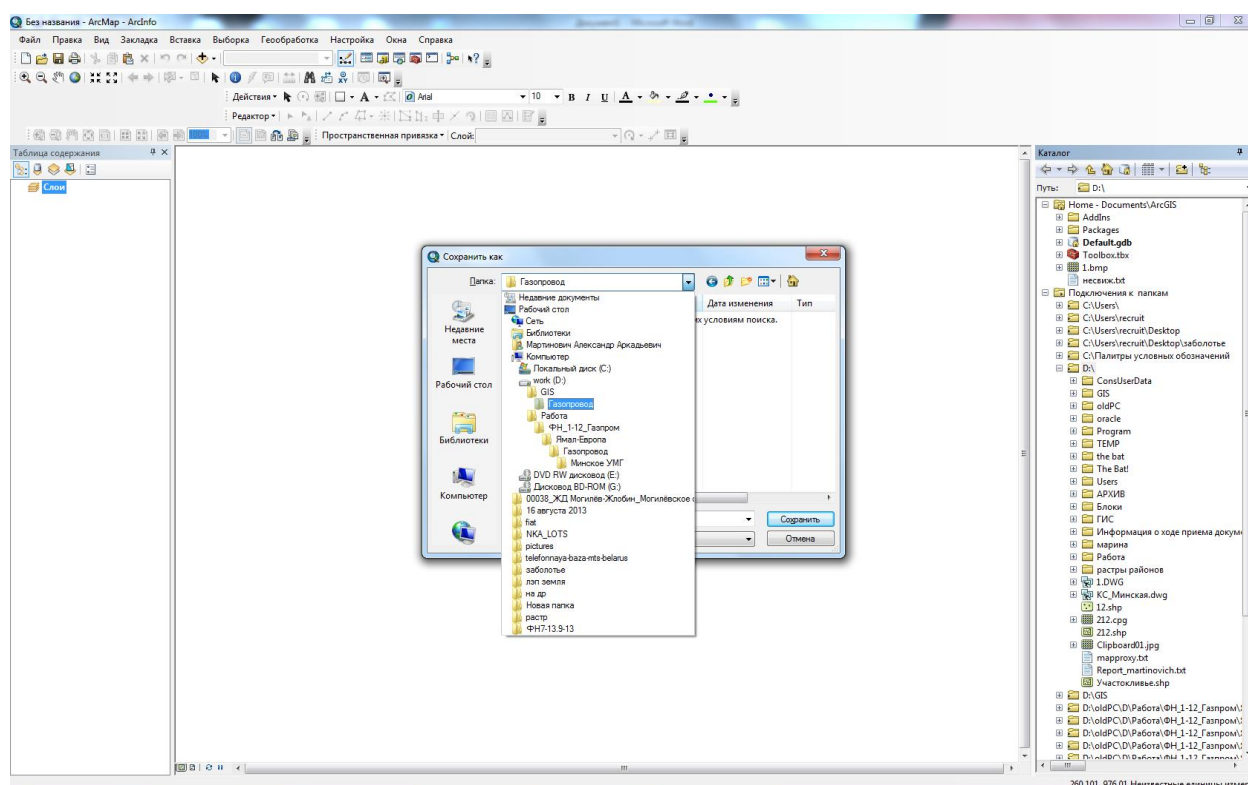 Без названия - ArcMap - ArcInfo
Файл Правка Вид Закладка Вставка Выборка Геообработка Настройка Окна Справка
Действия Arial 10 B I U A
Редактор
Пространственная привязка Слой:
Таблица содержания
Слои
Сохранить как
Папка: Газопровод
Недавние места
Рабочий стол
Библиотеки
Компьютер
Дата изменения Тип
их условиям поиска.
Недавние документы
Рабочий стол
Сеть
Библиотеки
Мартинович Александр Аркадьевич
Компьютер
Локальный диск (C:)
work (D:)
GIS
Газопровод
Работа
ФН_1-12_Газпром
Ямал-Европа
Газопровод
Минское УМГ
DVD RW дисковод (E:)
Дисковод BD-ROM (G:)
00038_ЖД Могилёв-Жлобин_Могилёвское
16 августа 2013
fiat
NKA_LOTS
pictures
telefonnaya-baza-mts-belarus
заболотье
лэп земля
на др
Новая папка
растр
ФН7-13.9-13
Сохранить
Отмена
Каталог
Путь: D:\
Home - Documents\ArcGIS
AddIns
Packages
Default.gdb
Toolbox.tbx
1.bmp
несвиж.txt
Подключения к папкам
C:\Users\
C:\Users\recruit
C:\Users\recruit\Desktop
C:\Users\recruit\Desktop\заболотье
C:\Палитры условных обозначений
D:\
ConsUserData
GIS
oldPC
oracle
Program
TEMP
the bat
The Bat!
Users
АРХИВ
Блоки
ГИС
Информация о ходе приема докум
марина
Работа
растры районов
1.DWG
КС_Минская.dwg
12.shp
212.cpg
212.shp
Clipboard01.jpg
mapproxy.txt
Report_martinovich.txt
Участокливье.shp
D:\GIS
D:\oldPC\D\Работа\ФН_1-12_Газпром\
D:\oldPC\D\Работа\ФН_1-12_Газпром\
D:\oldPC\D\Работа\ФН_1-12_Газпром\
D:\oldPC\D\Работа\ФН_1-12_Газпром\
D:\oldPC\D\Работа\ФН_1-12_Газпром\
260,101 976,01 Неизвестные единицы измер